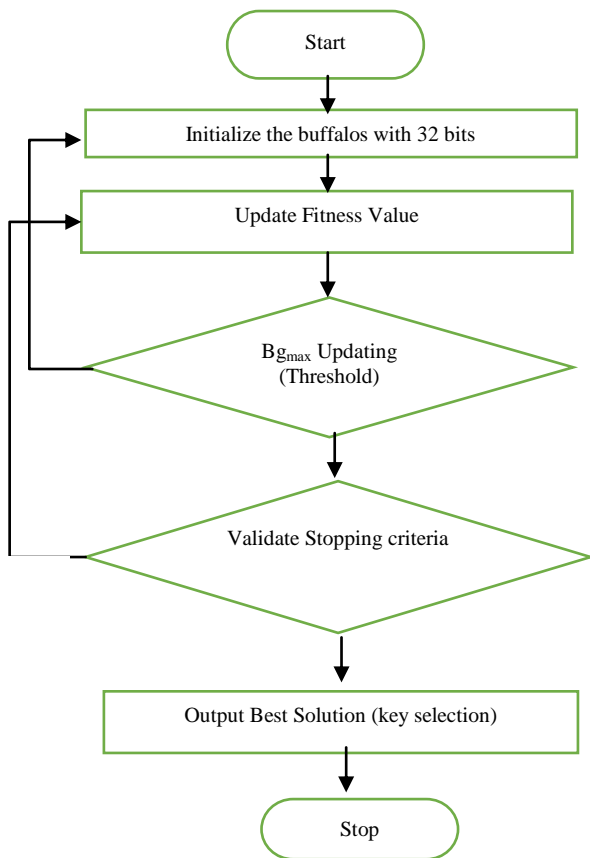 Start
Initialize the buffalos with 32 bits
Update Fitness Value
Bgmax Updating
(Threshold)
Validate Stopping criteria
Output Best Solution (key selection)
Stop